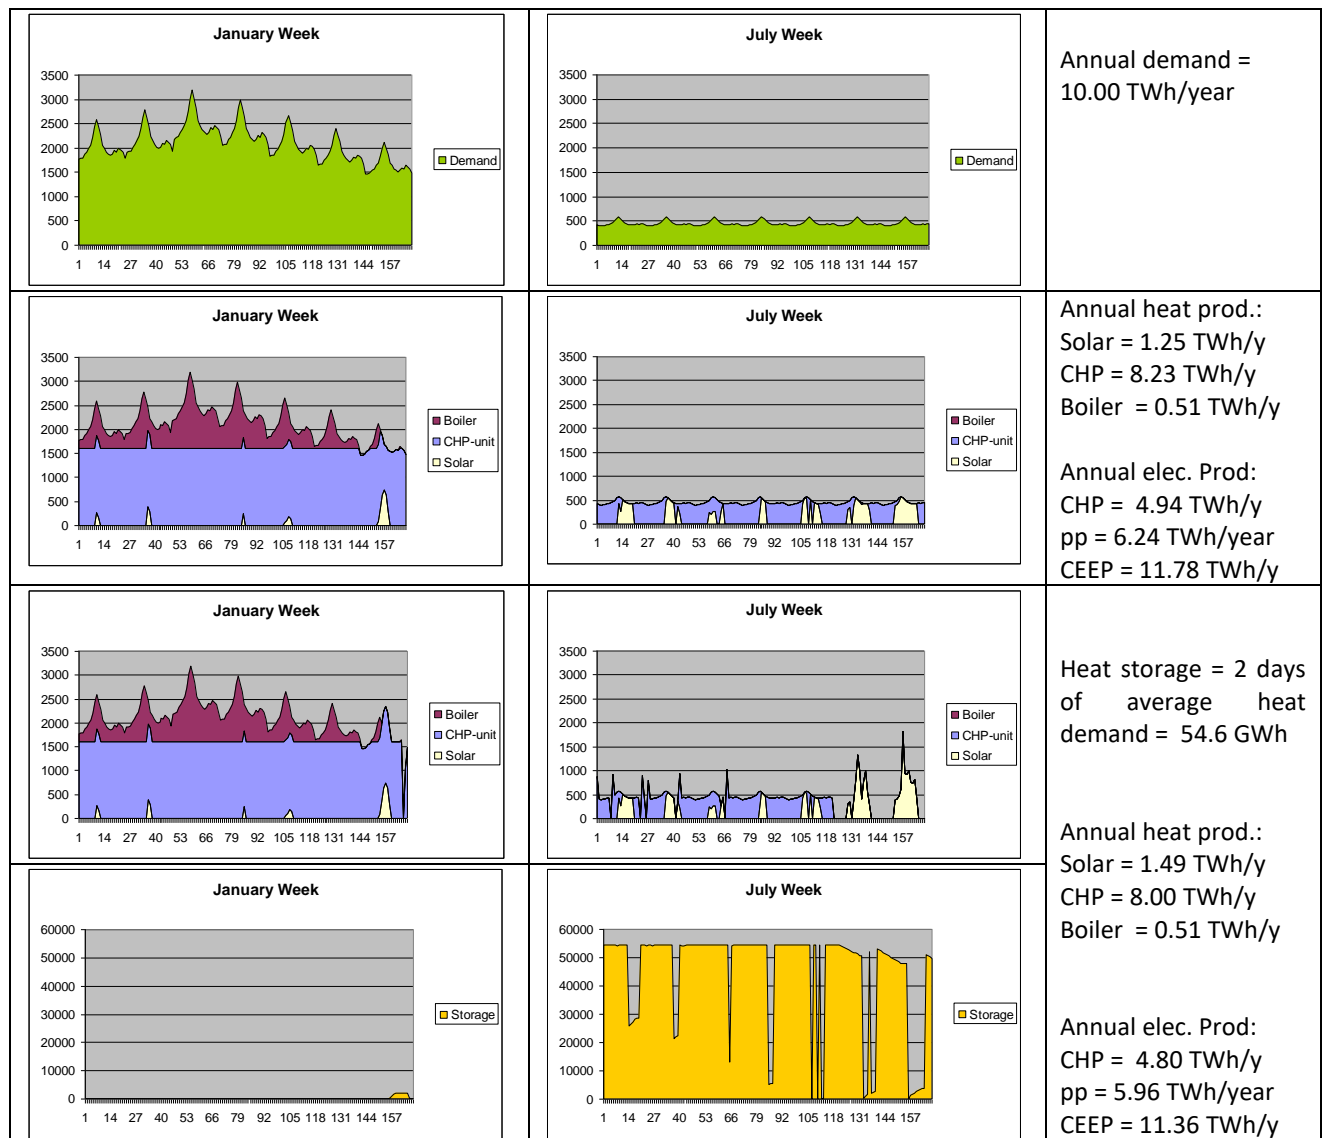 January Week
3500
3000
2500
2000
1500
1000
500
0
1 14 27 40 53 66 79 92 105 118 131 144 157
Demand
July Week
3500
3000
2500
2000
1500
1000
500
0
1 14 27 40 53 66 79 92 105 118 131 144 157
Demand
Annual demand =
10.00 TWh/year
January Week
3500
3000
2500
2000
1500
1000
500
0
1 14 27 40 53 66 79 92 105 118 131 144 157
Boiler
CHP-unit
Solar
July Week
3500
3000
2500
2000
1500
1000
500
0
1 14 27 40 53 66 79 92 105 118 131 144 157
Boiler
CHP-unit
Solar
Annual heat prod.:
Solar = 1.25 TWh/y
CHP = 8.23 TWh/y
Boiler = 0.51 TWh/y
Annual elec. Prod:
CHP = 4.94 TWh/y
pp = 6.24 TWh/year
CEEP = 11.78 TWh/y
January Week
3500
3000
2500
2000
1500
1000
500
0
1 14 27 40 53 66 79 92 105 118 131 144 157
Boiler
CHP-unit
Solar
July Week
3500
3000
2500
2000
1500
1000
500
0
1 14 27 40 53 66 79 92 105 118 131 144 157
Boiler
CHP-unit
Solar
January Week
60000
50000
40000
30000
20000
10000
0
1 14 27 40 53 66 79 92 105 118 131 144 157
Storage
July Week
60000
50000
40000
30000
20000
10000
0
1 14 27 40 53 66 79 92 105 118 131 144 157
Storage
Heat storage = 2 days
of average heat
demand = 54.6 GWh
Annual heat prod.:
Solar = 1.49 TWh/y
CHP = 8.00 TWh/y
Boiler = 0.51 TWh/y
Annual elec. Prod:
CHP = 4.80 TWh/y
pp = 5.96 TWh/year
CEEP = 11.36 TWh/y